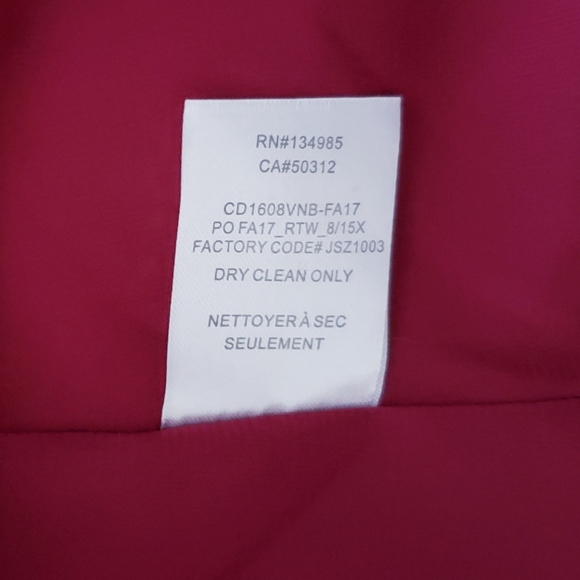 RN#134985
CA#50312
CD1608VNB-FA17
PO FA17_RTW_8/15X
FACTORY CODE# JSZ1003
DRY CLEAN ONLY
NETTOYER À SEC
SEULEMENT